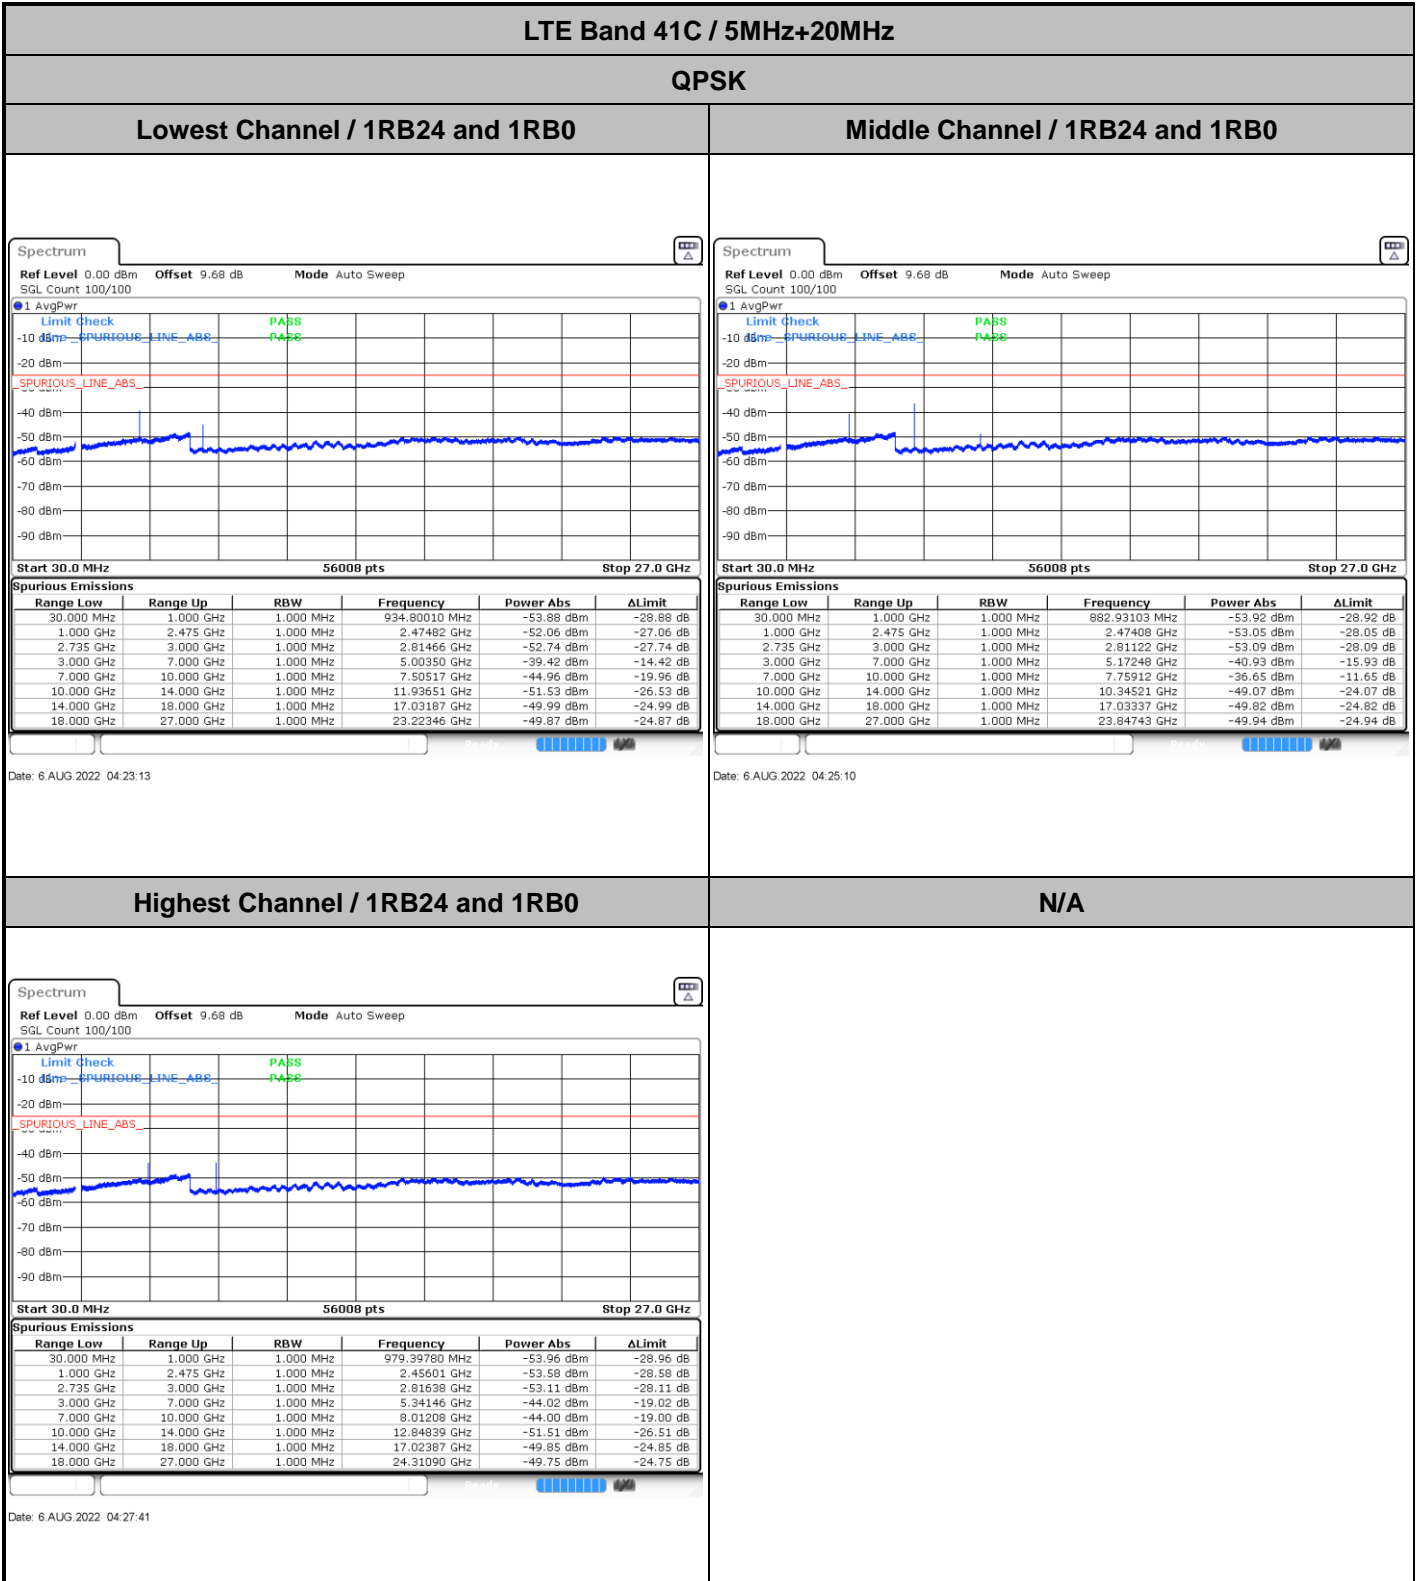 LTE Band 41C / 5MHz+20MHz
QPSK
Lowest Channel / 1RB24 and 1RB0
Middle Channel / 1RB24 and 1RB0
Spectrum
Ref Level 0.00 dBm Offset 9.68 dB Mode Auto Sweep
SGL Count 100/100
1 AvgPwr
Limit Check PASS
Line _SPURIOUS_LINE_ABS_ PASS
-10 dBm
-20 dBm
_SPURIOUS_LINE_ABS_
-40 dBm
-50 dBm
-60 dBm
-70 dBm
-80 dBm
-90 dBm
Start 30.0 MHz 56008 pts Stop 27.0 GHz
Spurious Emissions
Range Low Range Up RBW Frequency Power Abs ΔLimit
30.000 MHz 1.000 GHz 1.000 MHz 934.80010 MHz -53.88 dBm -28.88 dB
1.000 GHz 2.475 GHz 1.000 MHz 2.47482 GHz -52.06 dBm -27.06 dB
2.735 GHz 3.000 GHz 1.000 MHz 2.81466 GHz -52.74 dBm -27.74 dB
3.000 GHz 7.000 GHz 1.000 MHz 5.00350 GHz -39.42 dBm -14.42 dB
7.000 GHz 10.000 GHz 1.000 MHz 7.50517 GHz -44.96 dBm -19.96 dB
10.000 GHz 14.000 GHz 1.000 MHz 11.93651 GHz -51.53 dBm -26.53 dB
14.000 GHz 18.000 GHz 1.000 MHz 17.03187 GHz -49.99 dBm -24.99 dB
18.000 GHz 27.000 GHz 1.000 MHz 23.22346 GHz -49.87 dBm -24.87 dB
Ready
Date: 6.AUG.2022 04:23:13
Spectrum
Ref Level 0.00 dBm Offset 9.68 dB Mode Auto Sweep
SGL Count 100/100
1 AvgPwr
Limit Check PASS
Line _SPURIOUS_LINE_ABS_ PASS
-10 dBm
-20 dBm
_SPURIOUS_LINE_ABS_
-40 dBm
-50 dBm
-60 dBm
-70 dBm
-80 dBm
-90 dBm
Start 30.0 MHz 56008 pts Stop 27.0 GHz
Spurious Emissions
Range Low Range Up RBW Frequency Power Abs ΔLimit
30.000 MHz 1.000 GHz 1.000 MHz 882.93103 MHz -53.92 dBm -28.92 dB
1.000 GHz 2.475 GHz 1.000 MHz 2.47408 GHz -53.05 dBm -28.05 dB
2.735 GHz 3.000 GHz 1.000 MHz 2.81122 GHz -53.09 dBm -28.09 dB
3.000 GHz 7.000 GHz 1.000 MHz 5.17248 GHz -40.93 dBm -15.93 dB
7.000 GHz 10.000 GHz 1.000 MHz 7.75912 GHz -36.65 dBm -11.65 dB
10.000 GHz 14.000 GHz 1.000 MHz 10.34521 GHz -49.07 dBm -24.07 dB
14.000 GHz 18.000 GHz 1.000 MHz 17.03337 GHz -49.82 dBm -24.82 dB
18.000 GHz 27.000 GHz 1.000 MHz 23.84743 GHz -49.94 dBm -24.94 dB
Ready
Date: 6.AUG.2022 04:25:10
Highest Channel / 1RB24 and 1RB0
N/A
Spectrum
Ref Level 0.00 dBm Offset 9.68 dB Mode Auto Sweep
SGL Count 100/100
1 AvgPwr
Limit Check PASS
Line _SPURIOUS_LINE_ABS_ PASS
-10 dBm
-20 dBm
_SPURIOUS_LINE_ABS_
-40 dBm
-50 dBm
-60 dBm
-70 dBm
-80 dBm
-90 dBm
Start 30.0 MHz 56008 pts Stop 27.0 GHz
Spurious Emissions
Range Low Range Up RBW Frequency Power Abs ΔLimit
30.000 MHz 1.000 GHz 1.000 MHz 979.39780 MHz -53.96 dBm -28.96 dB
1.000 GHz 2.475 GHz 1.000 MHz 2.45601 GHz -53.58 dBm -28.58 dB
2.735 GHz 3.000 GHz 1.000 MHz 2.81638 GHz -53.11 dBm -28.11 dB
3.000 GHz 7.000 GHz 1.000 MHz 5.34146 GHz -44.02 dBm -19.02 dB
7.000 GHz 10.000 GHz 1.000 MHz 8.01208 GHz -44.00 dBm -19.00 dB
10.000 GHz 14.000 GHz 1.000 MHz 12.84839 GHz -51.51 dBm -26.51 dB
14.000 GHz 18.000 GHz 1.000 MHz 17.02387 GHz -49.85 dBm -24.85 dB
18.000 GHz 27.000 GHz 1.000 MHz 24.31090 GHz -49.75 dBm -24.75 dB
Ready
Date: 6.AUG.2022 04:27:41